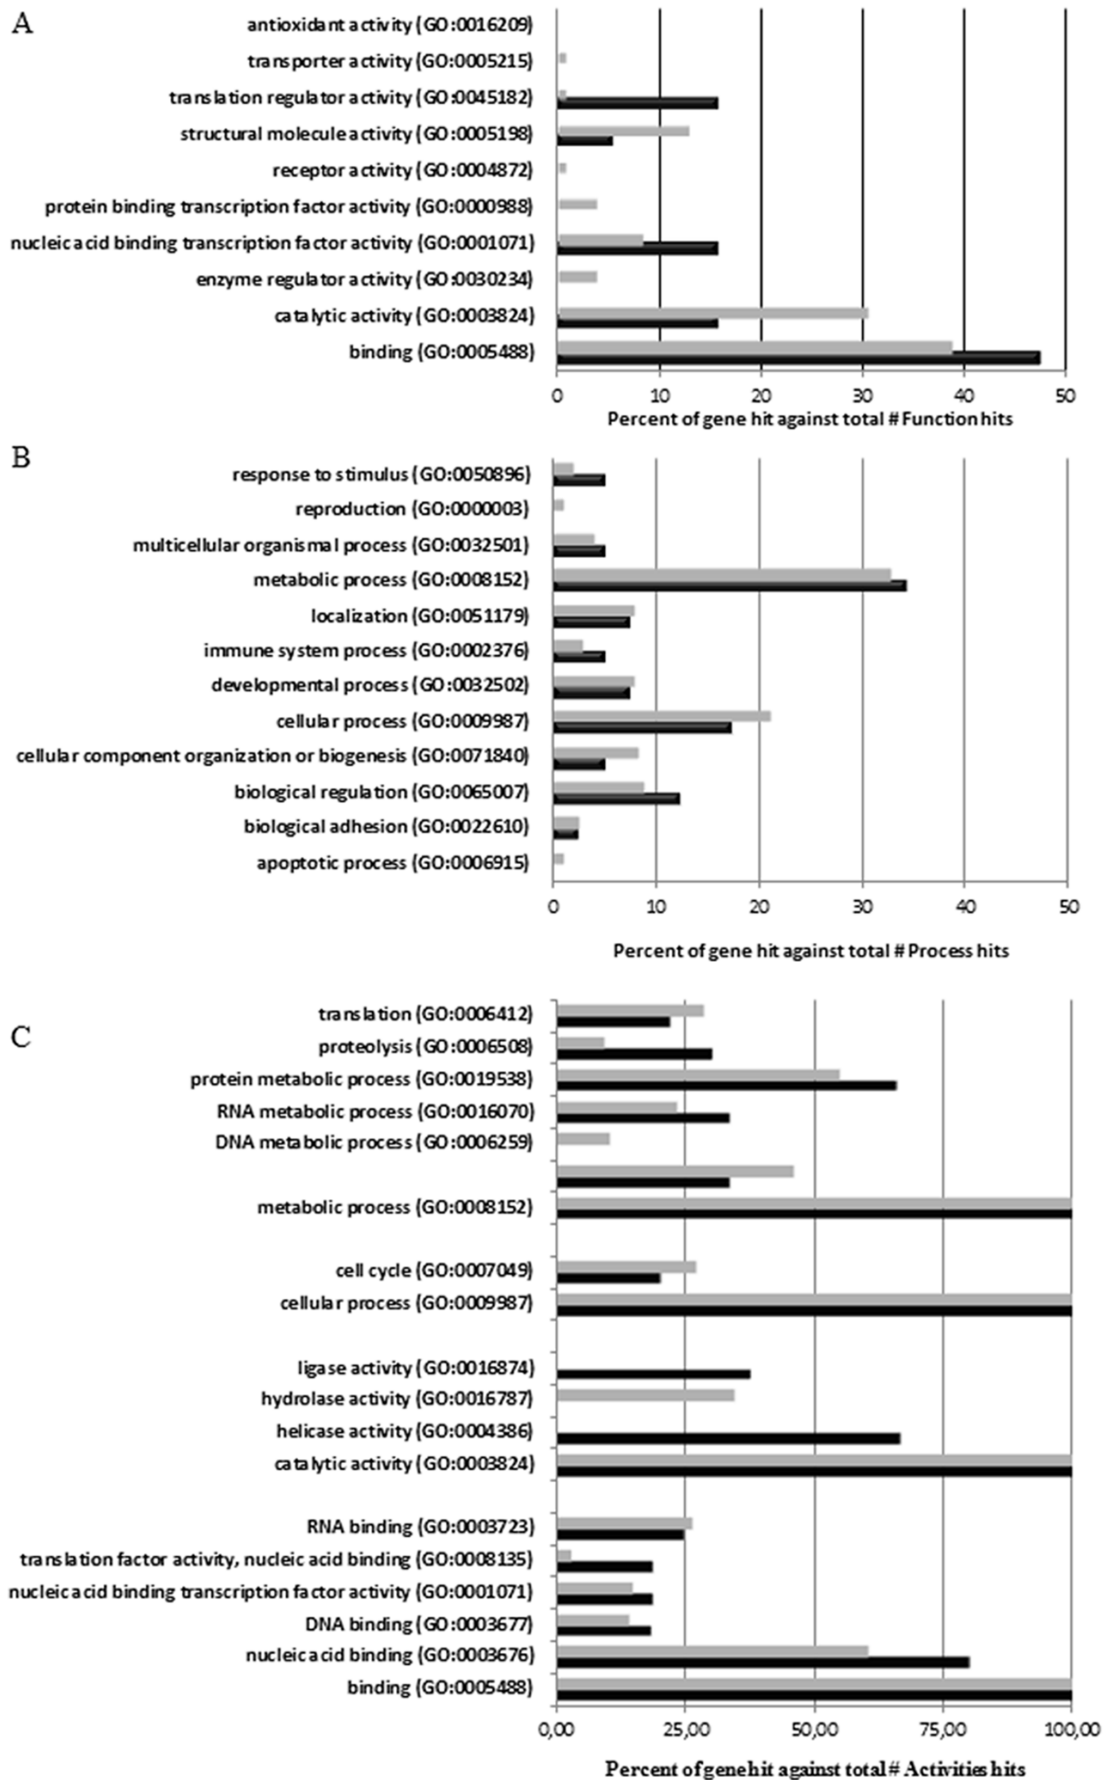 A
antioxidant activity (GO:0016209)
transporter activity (GO:0005215)
translation regulator activity (GO:0045182)
structural molecule activity (GO:0005198)
receptor activity (GO:0004872)
protein binding transcription factor activity (GO:0000988)
nucleic acid binding transcription factor activity (GO:0001071)
enzyme regulator activity (GO:0030234)
catalytic activity (GO:0003824)
binding (GO:0005488)
0 10 20 30 40 50
Percent of gene hit against total # Function hits
B
response to stimulus (GO:0050896)
reproduction (GO:0000003)
multicellular organismal process (GO:0032501)
metabolic process (GO:0008152)
localization (GO:0051179)
immune system process (GO:0002376)
developmental process (GO:0032502)
cellular process (GO:0009987)
cellular component organization or biogenesis (GO:0071840)
biological regulation (GO:0065007)
biological adhesion (GO:0022610)
apoptotic process (GO:0006915)
0 10 20 30 40 50
Percent of gene hit against total # Process hits
C
translation (GO:0006412)
proteolysis (GO:0006508)
protein metabolic process (GO:0019538)
RNA metabolic process (GO:0016070)
DNA metabolic process (GO:0006259)
metabolic process (GO:0008152)
cell cycle (GO:0007049)
cellular process (GO:0009987)
ligase activity (GO:0016874)
hydrolase activity (GO:0016787)
helicase activity (GO:0004386)
catalytic activity (GO:0003824)
RNA binding (GO:0003723)
translation factor activity, nucleic acid binding (GO:0008135)
nucleic acid binding transcription factor activity (GO:0001071)
DNA binding (GO:0003677)
nucleic acid binding (GO:0003676)
binding (GO:0005488)
0,00 25,00 50,00 75,00 100,00
Percent of gene hit against total # Activities hits